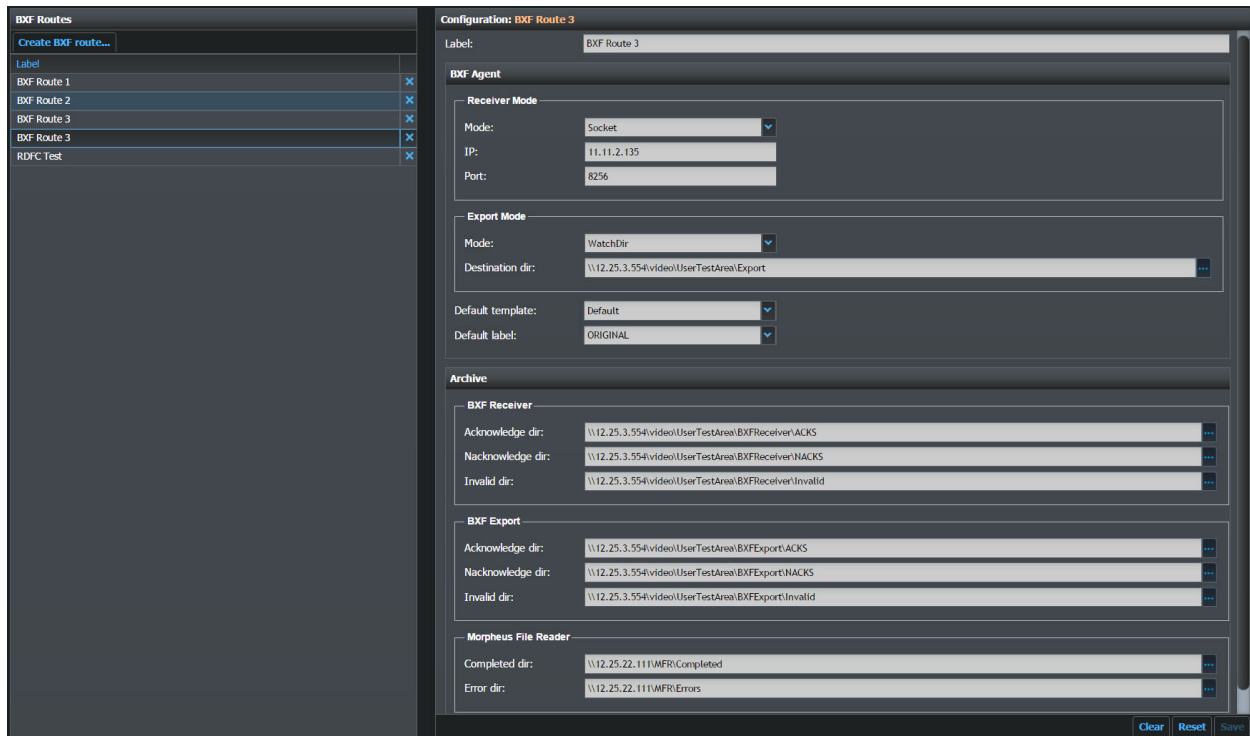 BXF Routes
Create BXF route...
Label
BXF Route 1
BXF Route 2
BXF Route 3
BXF Route 3
RDFC Test
Configuration: BXF Route 3
Label: BXF Route 3
BXF Agent
Receiver Mode
Mode: Socket
IP: 11.11.2.135
Port: 8256
Export Mode
Mode: WatchDir
Destination dir: \\12.25.3.554\video\UserTestArea\Export ...
Default template: Default
Default label: ORIGINAL
Archive
BXF Receiver
Acknowledge dir: \\12.25.3.554\video\UserTestArea\BXFReceiver\ACKS ...
Nacknowledge dir: \\12.25.3.554\video\UserTestArea\BXFReceiver\NACKS ...
Invalid dir: \\12.25.3.554\video\UserTestArea\BXFReceiver\Invalid ...
BXF Export
Acknowledge dir: \\12.25.3.554\video\UserTestArea\BXFExport\ACKS ...
Nacknowledge dir: \\12.25.3.554\video\UserTestArea\BXFExport\NACKS ...
Invalid dir: \\12.25.3.554\video\UserTestArea\BXFExport\Invalid ...
Morpheus File Reader
Completed dir: \\12.25.22.111\MFR\Completed ...
Error dir: \\12.25.22.111\MFR\Errors ...
Clear Reset Save